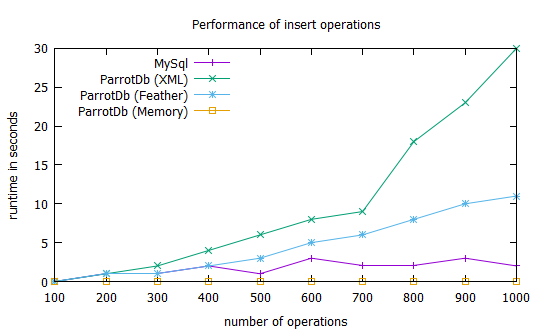 Performance of insert operations
MySql
ParrotDb (XML)
ParrotDb (Feather)
ParrotDb (Memory)
runtime in seconds
30
25
20
15
10
5
0
100 200 300 400 500 600 700 800 900 1000
number of operations